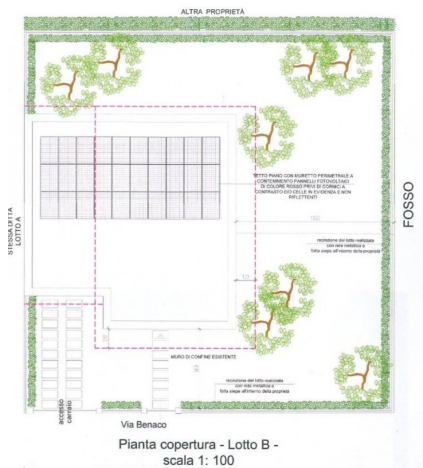 ALTRA PROPRIETÀ
TETTO PIANO CON MURETTO PERIMETRALE A
CONTENIMENTO PANNELLI FOTOVOLTAICI
DI COLORE ROSSO PRIVI DI CORNICI A
CONTRASTO E/O CELLE IN EVIDENZA E NON
RIFLETTENTI
STESSA DITTA
LOTTO A
FOSSO
recinzione del lotto realizzata
con rete metallica e
folta siepe all'interno della proprietà
MURO DI CONFINE ESISTENTE
recinzione del lotto realizzata
con rete metallica e
folta siepe all'interno della proprietà
accesso
carraio
Via Benaco
Pianta copertura - Lotto B -
scala 1: 100